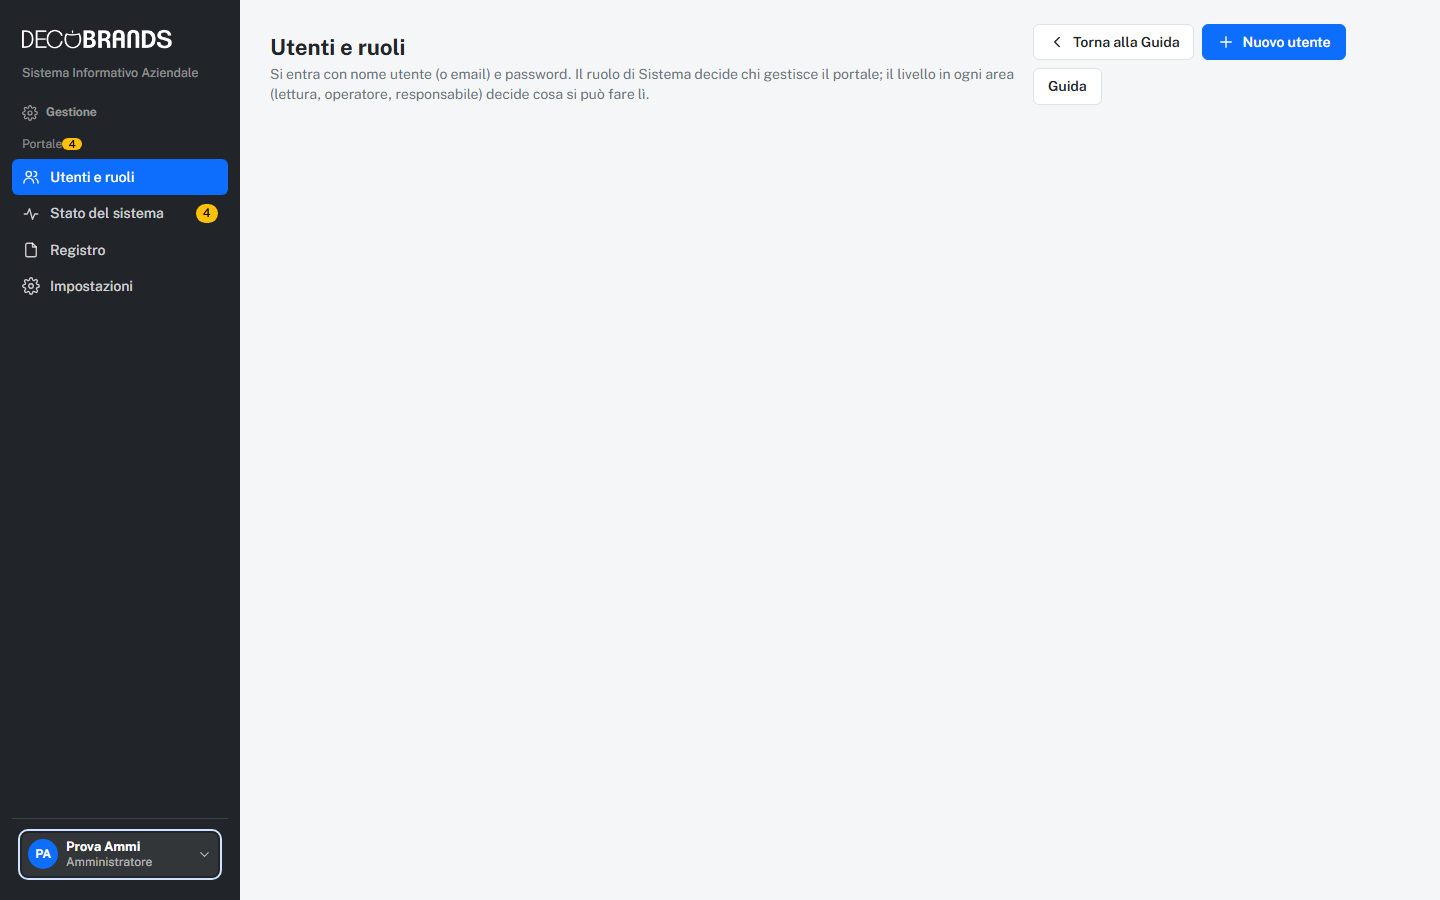 DECOBRANDS
Sistema Informativo Aziendale
Gestione
Portale 4
Utenti e ruoli
Stato del sistema 4
Registro
Impostazioni
PA
Prova Ammi
Amministratore
Utenti e ruoli
Si entra con nome utente (o email) e password. Il ruolo di Sistema decide chi gestisce il portale; il livello in ogni area
(lettura, operatore, responsabile) decide cosa si può fare lì.
Torna alla Guida
Nuovo utente
Guida